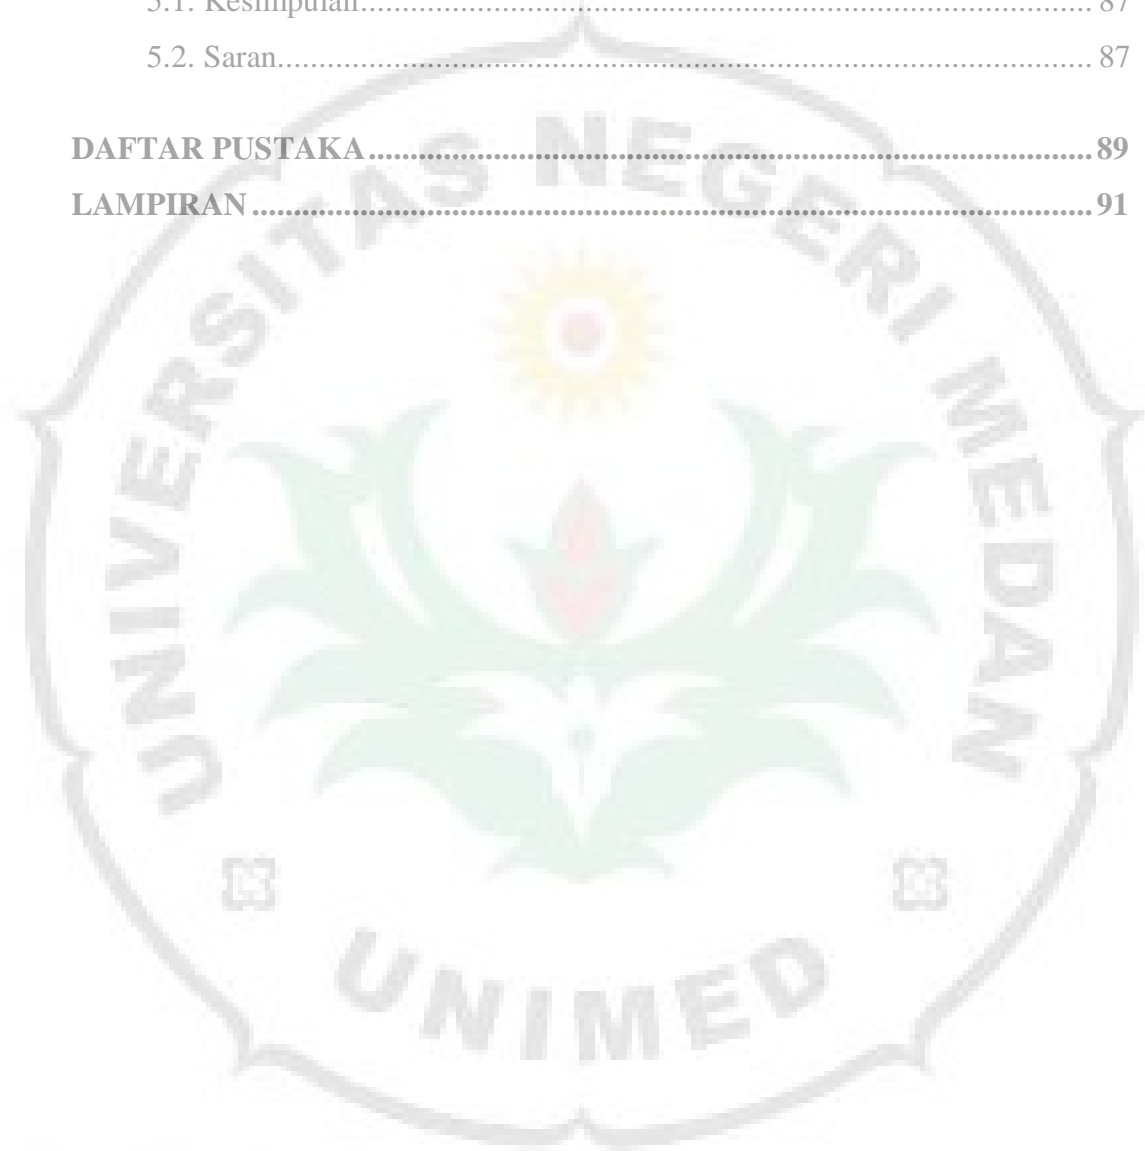 5.1. Kesimpulan.......................................................................................... 87
5.2. Saran.................................................................................................... 87
DAFTAR PUSTAKA......................................................................................... 89
LAMPIRAN....................................................................................................... 91
UNIVERSITAS NEGERI MEDAN
UNIMED